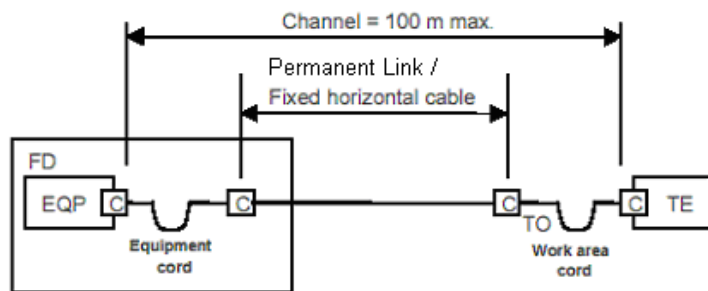 Channel = 100 m max.
Permanent Link /
Fixed horizontal cable
FD
EQP
C
C
C
TO
C
TE
Equipment
cord
Work area
cord